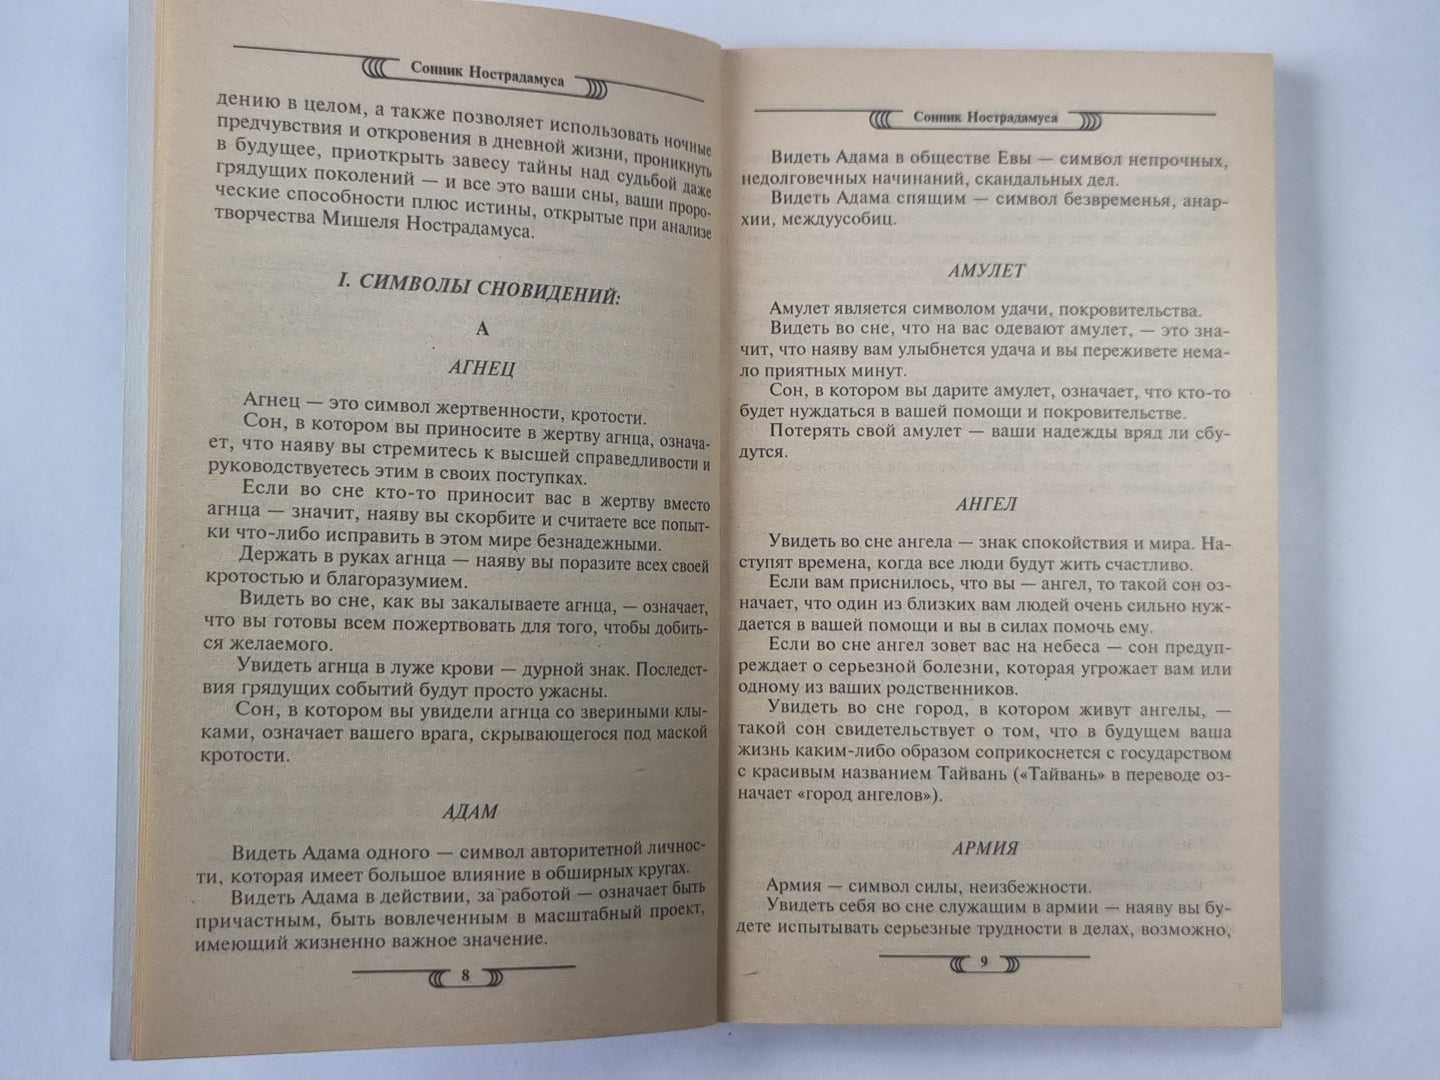 Сонник Нострадамуса
дению в целом, а также позволяет использовать ночные
предчувствия и откровения в дневной жизни, проникнуть
в будущее, приоткрыть завесу тайны над судьбой даже
грядущих поколений — и все это ваши сны, ваши проро-
ческие способности плюс истины, открытые при анализе
творчества Мишеля Нострадамуса.
I. СИМВОЛЫ СНОВИДЕНИЙ:
А
АГНЕЦ
Агнец — это символ жертвенности, кротости.
Сон, в котором вы приносите в жертву агнца, означа-
ет, что наяву вы стремитесь к высшей справедливости и
руководствуетесь этим в своих поступках.
Если во сне кто-то приносит вас в жертву вместо
агнца — значит, наяву вы скорбите и считаете все попыт-
ки что-либо исправить в этом мире безнадежными.
Держать в руках агнца — наяву вы поразите всех своей
кротостью и благоразумием.
Видеть во сне, как вы закалываете агнца, — означает,
что вы готовы всем пожертвовать для того, чтобы добить-
ся желаемого.
Увидеть агнца в луже крови — дурной знак. Последст-
вия грядущих событий будут просто ужасны.
Сон, в котором вы увидели агнца со звериными клы-
ками, означает вашего врага, скрывающегося под маской
кротости.
АДАМ
Видеть Адама одного — символ авторитетной личнос-
ти, которая имеет большое влияние в обширных кругах.
Видеть Адама в действии, за работой — означает быть
причастным, быть вовлеченным в масштабный проект,
имеющий жизненно важное значение.
8
Сонник Нострадамуса
Видеть Адама в обществе Евы — символ непрочных,
недолговечных начинаний, скандальных дел.
Видеть Адама спящим — символ безвременья, анар-
хии, междуусобиц.
АМУЛЕТ
Амулет является символом удачи, покровительства.
Видеть во сне, что на вас одевают амулет, — это зна-
чит, что наяву вам улыбнется удача и вы переживете нема-
ло приятных минут.
Сон, в котором вы дарите амулет, означает, что кто-то
будет нуждаться в вашей помощи и покровительстве.
Потерять свой амулет — ваши надежды вряд ли сбу-
дутся.
АНГЕЛ
Увидеть во сне ангела — знак спокойствия и мира. На-
ступят времена, когда все люди будут жить счастливо.
Если вам приснилось, что вы — ангел, то такой сон оз-
начает, что один из близких вам людей очень сильно нуж-
дается в вашей помощи и вы в силах помочь ему.
Если во сне ангел зовет вас на небеса — сон предуп-
реждает о серьезной болезни, которая угрожает вам или
одному из ваших родственников.
Увидеть во сне город, в котором живут ангелы, —
такой сон свидетельствует о том, что в будущем ваша
жизнь каким-либо образом соприкоснется с государством
с красивым названием Тайвань («Тайвань» в переводе оз-
начает «город ангелов»).
АРМИЯ
Армия — символ силы, неизбежности.
Увидеть себя во сне служащим в армии — наяву вы бу-
дете испытывать серьезные трудности в делах, возможно,
9